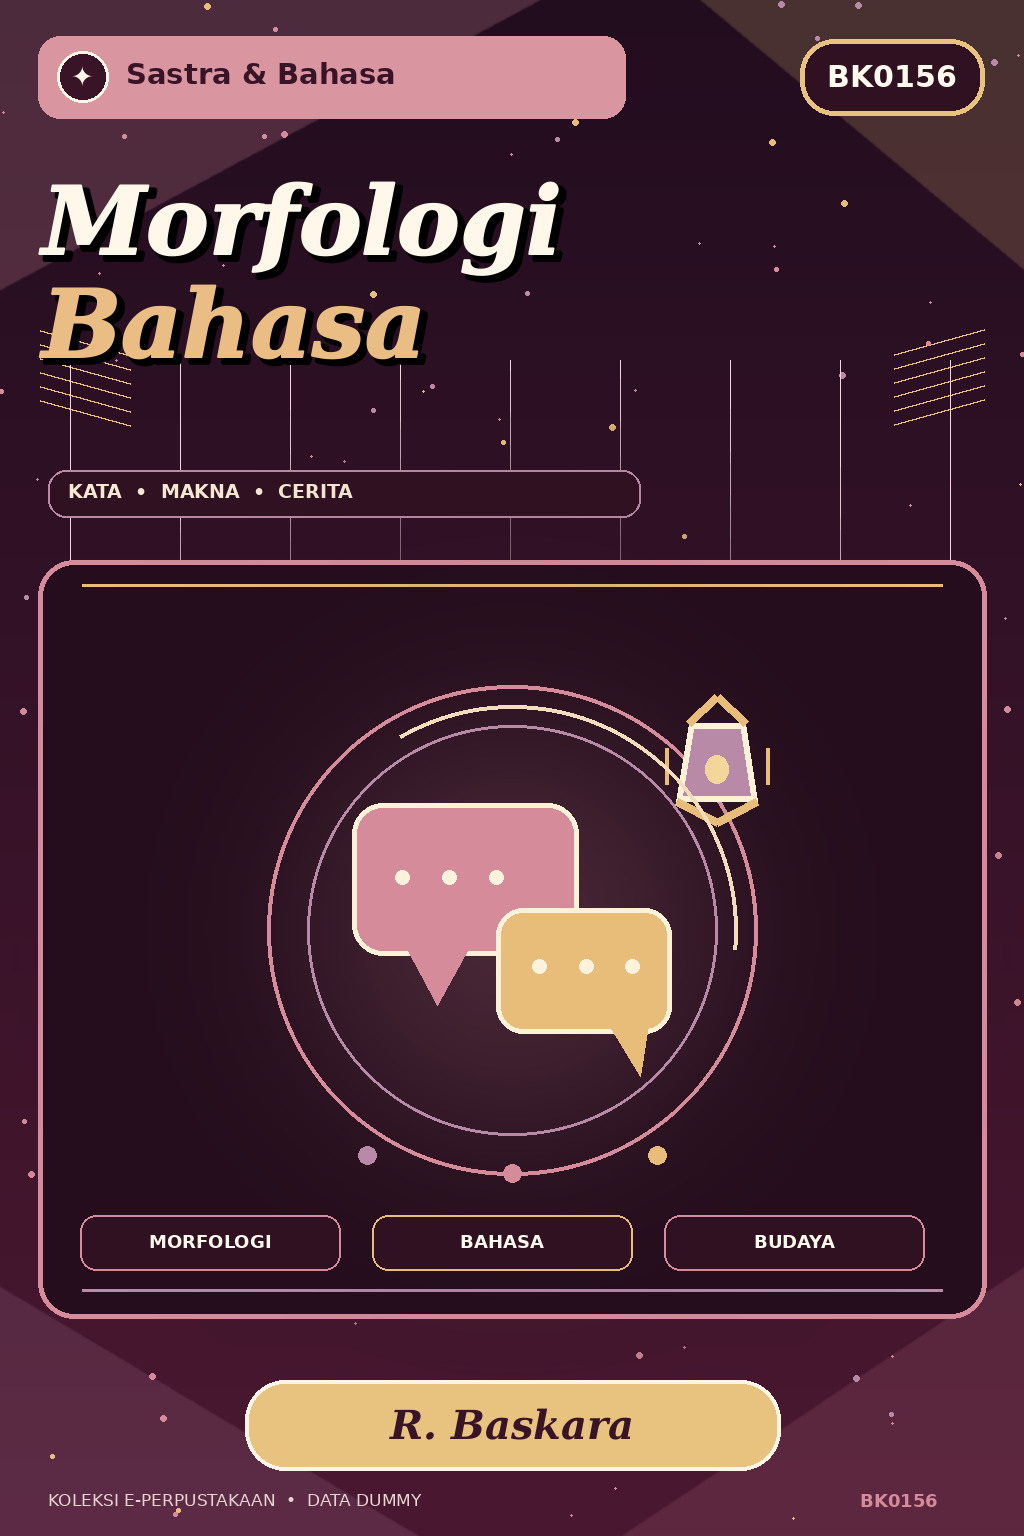 Sastra & Bahasa
BK0156
Morfologi
Bahasa
KATA • MAKNA • CERITA
MORFOLOGI
BAHASA
BUDAYA
R. Baskara
KOLEKSI E-PERPUSTAKAAN • DATA DUMMY
BK0156